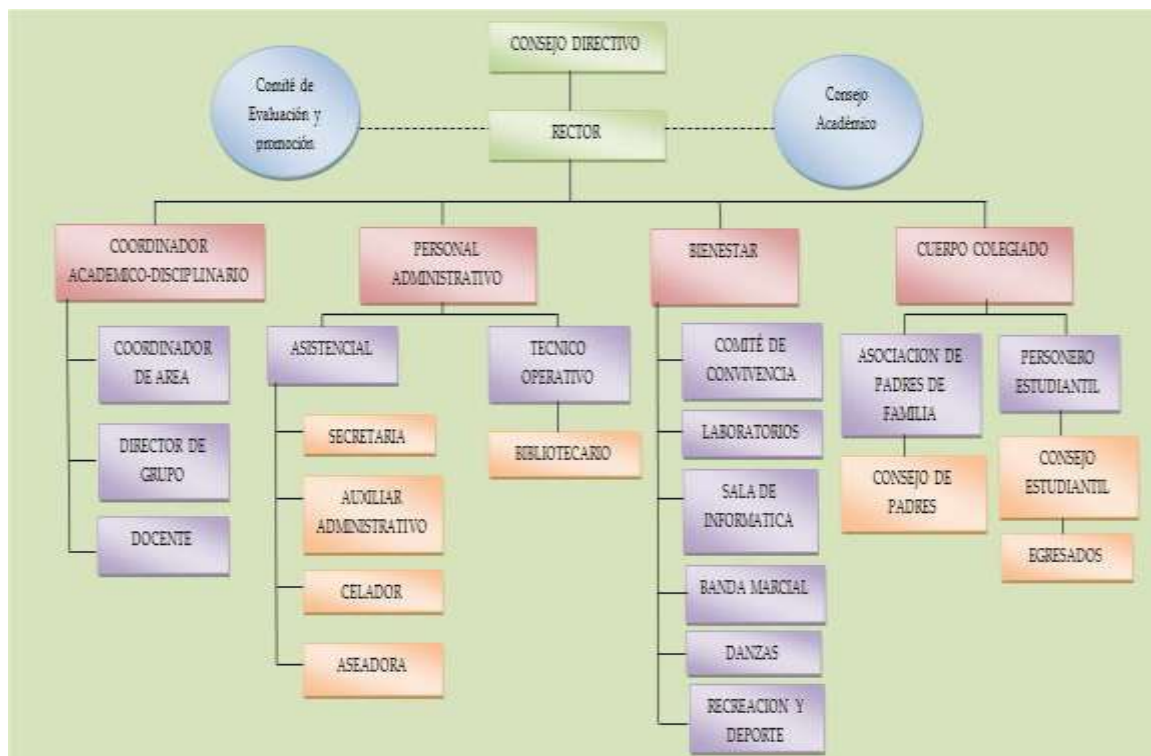 CONSEJO DIRECTIVO
Comité de
Evaluación y
promoción
Consejo
Académico
RECTOR
COORDINADOR
ACADEMICO-DISCIPLINARIO
PERSONAL
ADMINISTRATIVO
BIENESTAR
CUERPO COLEGIADO
COORDINADOR
DE AREA
DIRECTOR DE
GRUPO
DOCENTE
ASISTENCIAL
SECRETARIA
AUXILIAR
ADMINISTRATIVO
CELADOR
ASEADORA
TECNICO
OPERATIVO
BIBLIOTECARIO
COMITÉ DE
CONVIVENCIA
LABORATORIOS
SALA DE
INFORMATICA
BANDA MARCIAL
DANZAS
RECREACION Y
DEPORTE
ASOCIACION DE
PADRES DE
FAMILIA
CONSEJO DE
PADRES
PERSONERO
ESTUDIANTIL
CONSEJO
ESTUDIANTIL
EGRESADOS